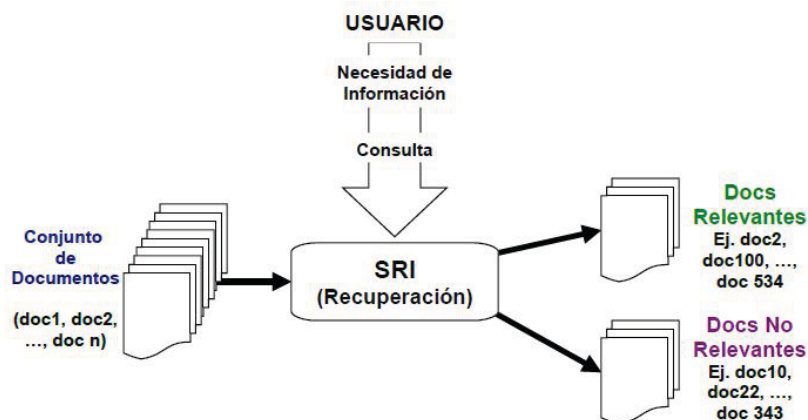 USUARIO
Necesidad de
Información
Consulta
Conjunto
de
Documentos
(doc1, doc2,
…, doc n)
SRI
(Recuperación)
Docs
Relevantes
Ej. doc2,
doc100, …,
doc 534
Docs No
Relevantes
Ej. doc10,
doc22, …,
doc 343